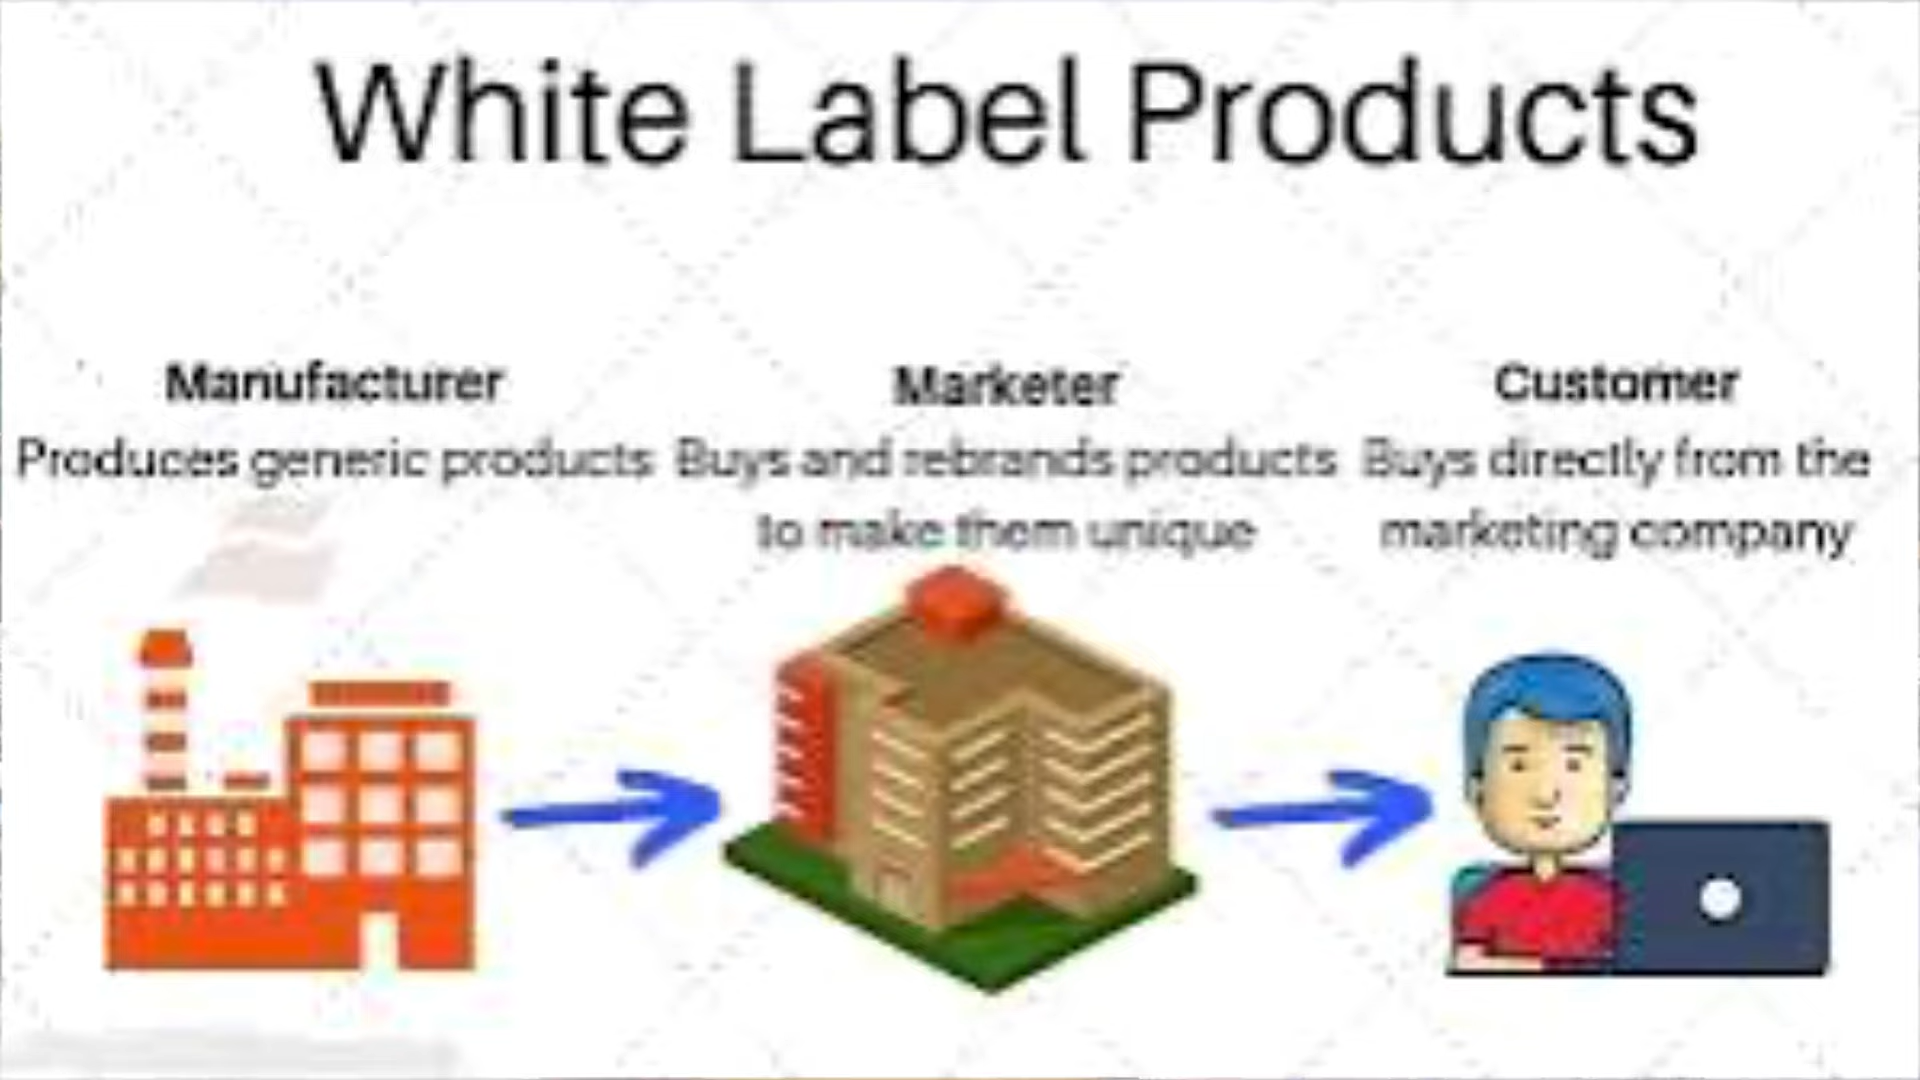 White Label Products
Manufacturer
Produces generic products
Marketer
Buys and rebrands products
to make them unique
Customer
Buys directly from the
marketing company